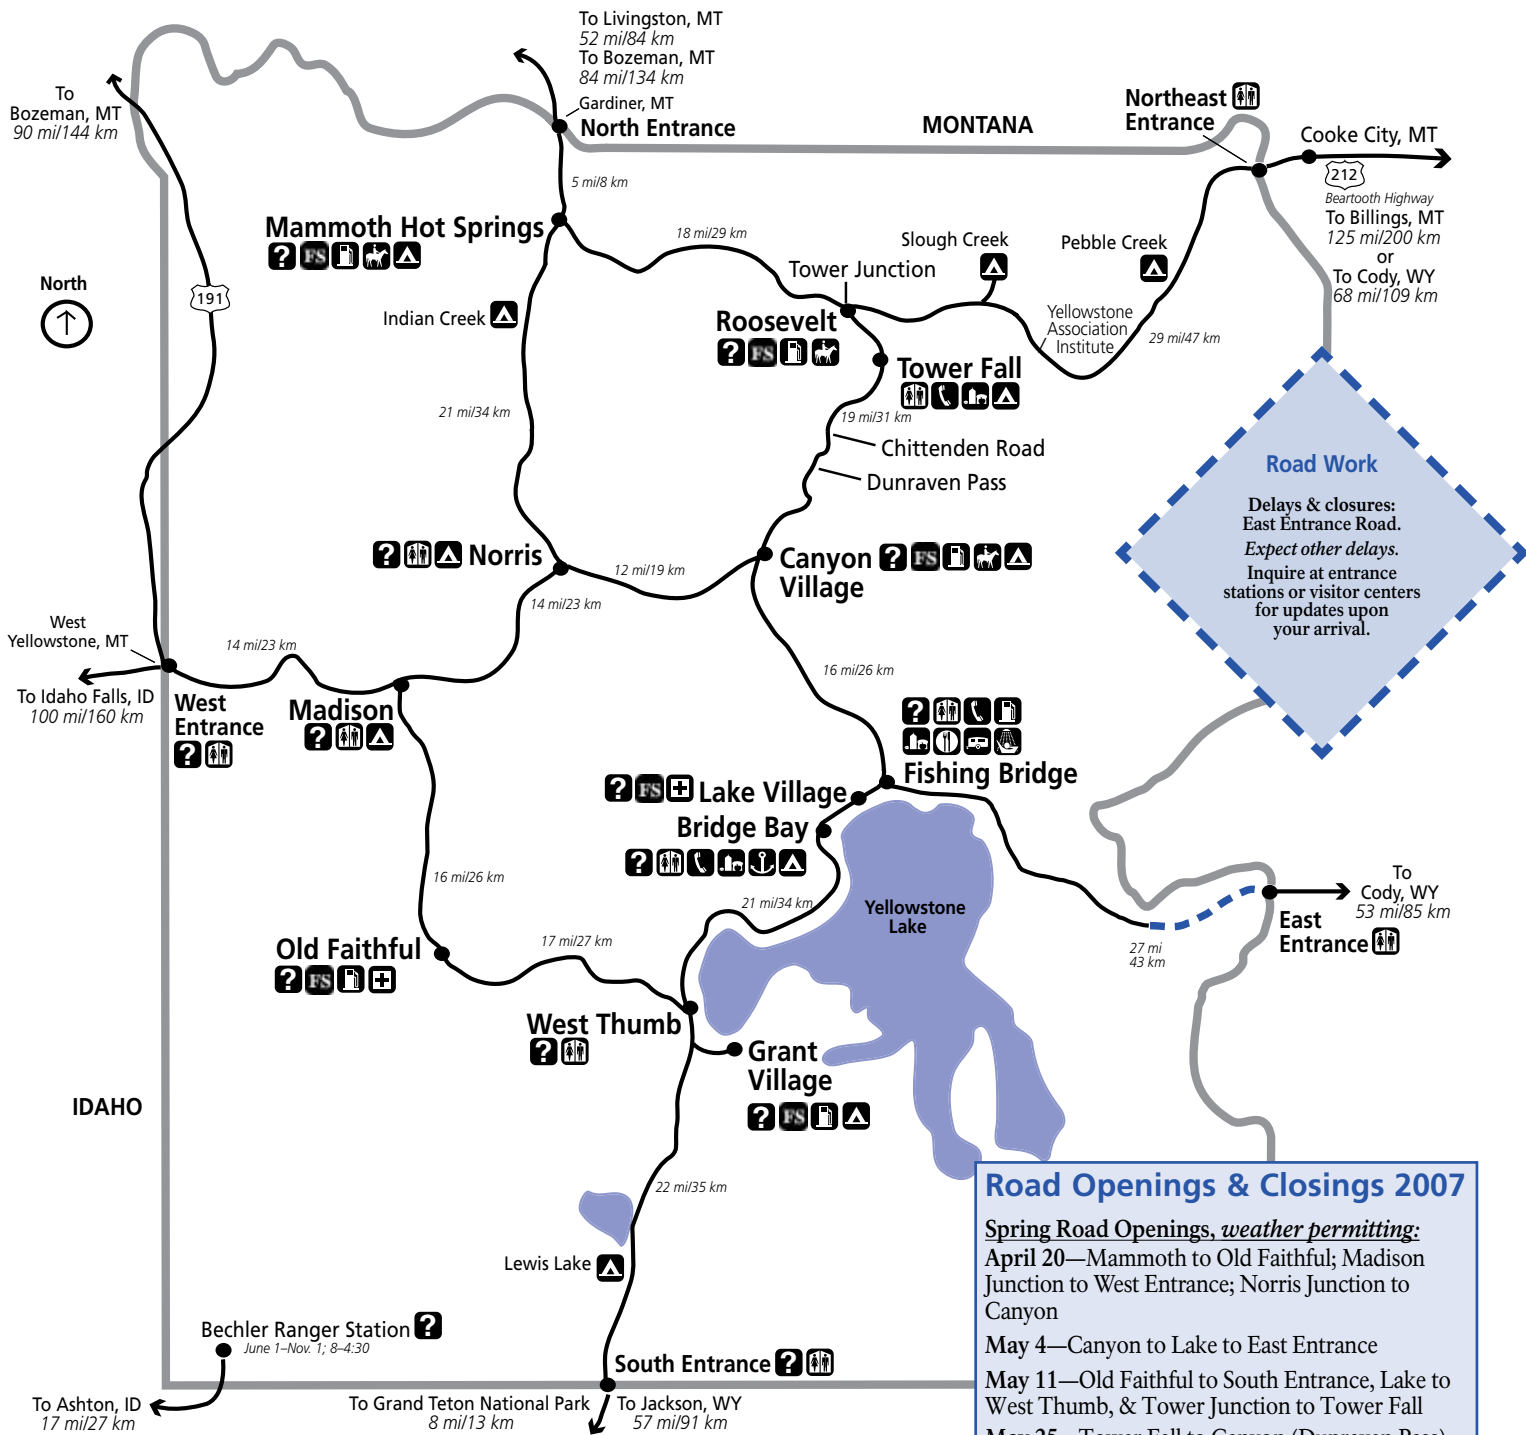 To Livingston, MT
52 mi/84 km
To Bozeman, MT
84 mi/134 km
Gardiner, MT
North Entrance
MONTANA
Northeast
Entrance
Cooke City, MT
212
Beartooth Highway
To Billings, MT
125 mi/200 km
or
To Cody, WY
68 mi/109 km
To
Bozeman, MT
90 mi/144 km
5 mi/8 km
Mammoth Hot Springs
? FS
18 mi/29 km
Slough Creek
Pebble Creek
Tower Junction
North
191
Indian Creek
Roosevelt
? FS
Yellowstone
Association
Institute
29 mi/47 km
Tower Fall
21 mi/34 km
19 mi/31 km
Chittenden Road
Dunraven Pass
Road Work
Delays & closures:
East Entrance Road.
Expect other delays.
Inquire at entrance
stations or visitor centers
for updates upon
your arrival.
? Norris
12 mi/19 km
Canyon
Village
? FS
14 mi/23 km
West
Yellowstone, MT
14 mi/23 km
To Idaho Falls, ID
100 mi/160 km
West
Entrance
?
Madison
?
16 mi/26 km
?
Fishing Bridge
? FS Lake Village
Bridge Bay
?
16 mi/26 km
21 mi/34 km
Yellowstone
Lake
To
Cody, WY
53 mi/85 km
East
Entrance
27 mi
43 km
Old Faithful
? FS
17 mi/27 km
West Thumb
?
Grant
Village
? FS
IDAHO
22 mi/35 km
Lewis Lake
Bechler Ranger Station ?
June 1–Nov. 1; 8–4:30
South Entrance ?
To Ashton, ID
17 mi/27 km
To Grand Teton National Park
8 mi/13 km
To Jackson, WY
57 mi/91 km
Road Openings & Closings 2007
Spring Road Openings, weather permitting:
April 20—Mammoth to Old Faithful; Madison
Junction to West Entrance; Norris Junction to
Canyon
May 4—Canyon to Lake to East Entrance
May 11—Old Faithful to South Entrance, Lake to
West Thumb, & Tower Junction to Tower Fall
May 25—Tower Fall to Canyon (Dunraven Pass)